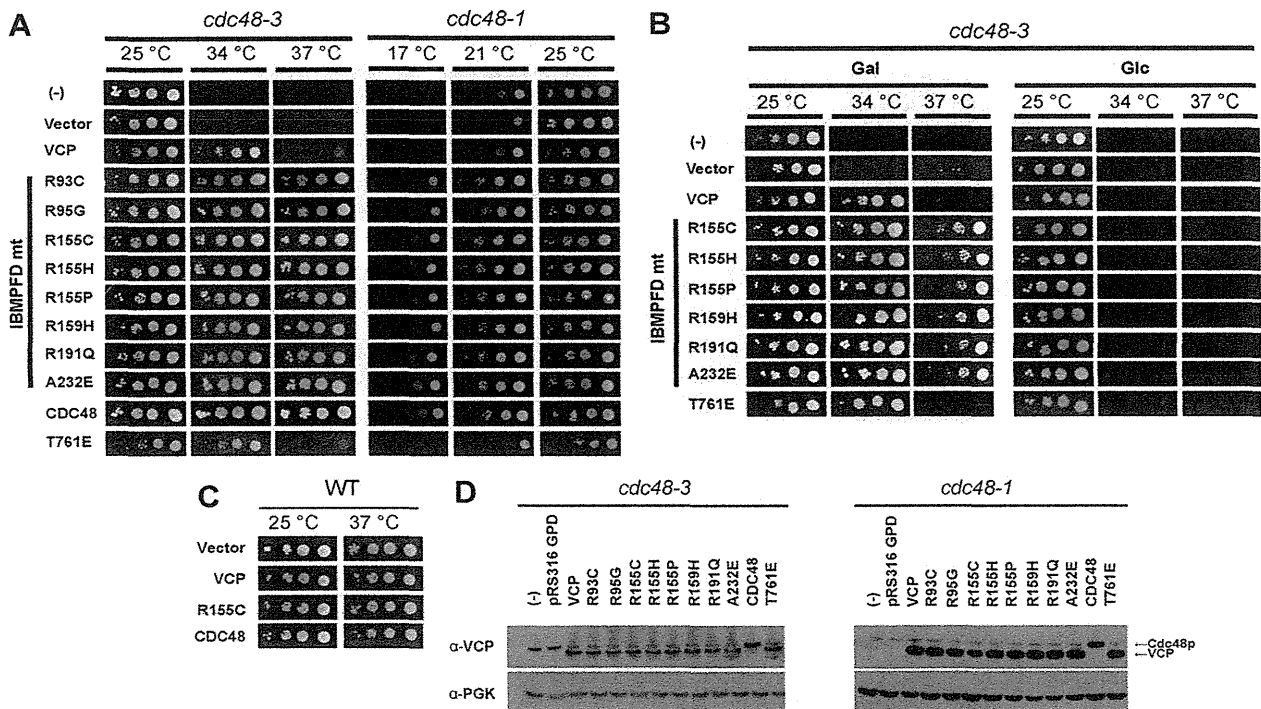 A
cdc48-3
cdc48-1
25 °C 34 °C 37 °C 17 °C 21 °C 25 °C
(-)
Vector
VCP
R93C
R95G
R155C
R155H
R155P
R159H
R191Q
A232E
CDC48
T761E
IBMPFD mt
B
cdc48-3
Gal Glc
25 °C 34 °C 37 °C 25 °C 34 °C 37 °C
(-)
Vector
VCP
R155C
R155H
R155P
R159H
R191Q
A232E
T761E
IBMPFD mt
C
WT
25 °C 37 °C
Vector
VCP
R155C
CDC48
D
cdc48-3
cdc48-1
(-) pRS316 GPD VCP R93C R95G R155C R155H R155P R159H R191Q A232E CDC48 T761E
(-) pRS316 GPD VCP R93C R95G R155C R155H R155P R159H R191Q A232E CDC48 T761E
α-VCP
←Cdc48p
←VCP
α-PGK